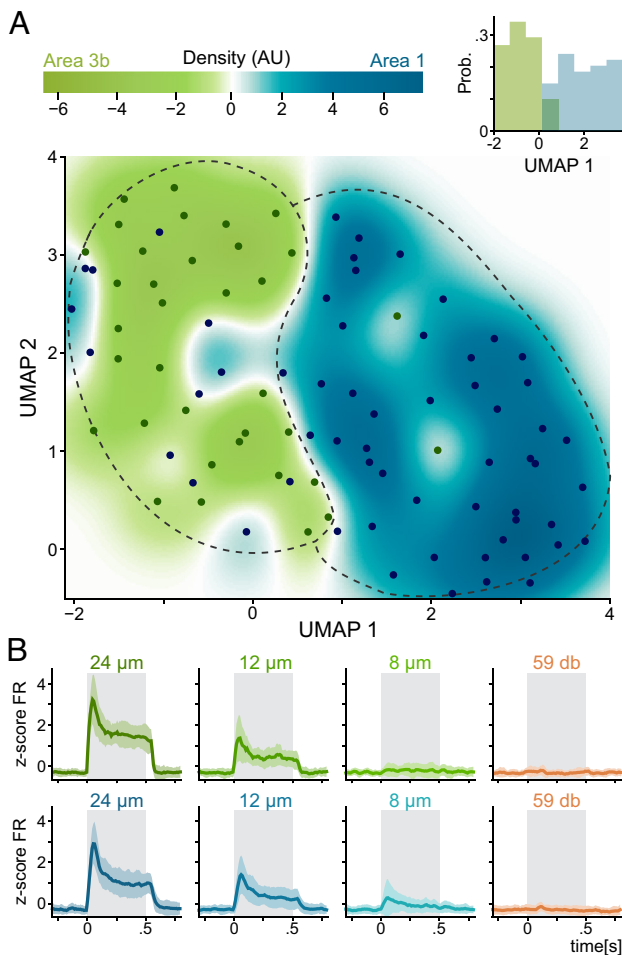 A
Area 3b Density (AU) Area 1
−6 −4 −2 0 2 4 6
Prob.
.3
0
-2 0 2
UMAP 1
UMAP 2
4
3
2
1
0
−2 0 2 4
UMAP 1
B
24 µm 12 µm 8 µm 59 db
z-score FR
4
2
0
24 µm 12 µm 8 µm 59 db
z-score FR
4
2
0
0 .5 0 .5 0 .5 0 .5
time[s]